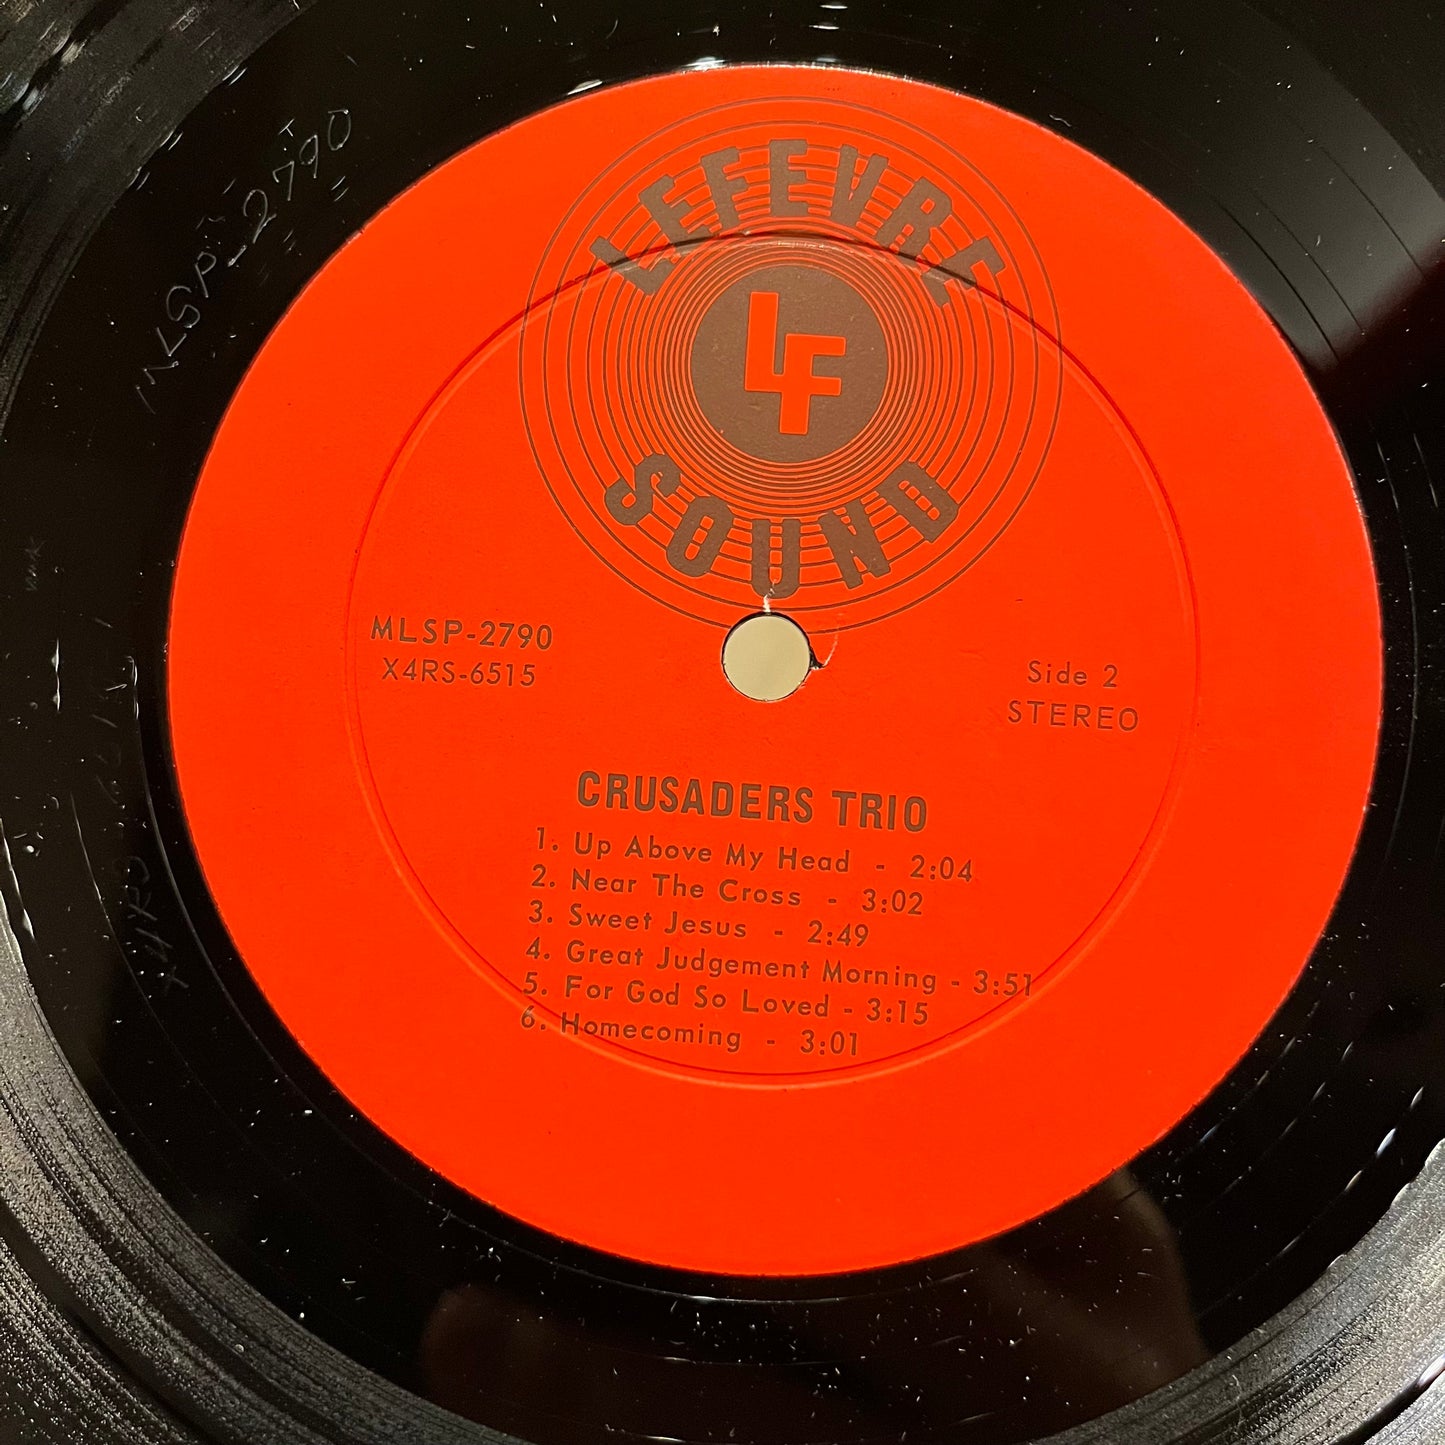 LEFEVRE
LF
SOUND
MLSP-2790
X4RS-6515
Side 2
STEREO
CRUSADERS TRIO
1. Up Above My Head - 2:04
2. Near The Cross - 3:02
3. Sweet Jesus - 2:49
4. Great Judgement Morning - 3:51
5. For God So Loved - 3:15
6. Homecoming - 3:01
MLSP-2790